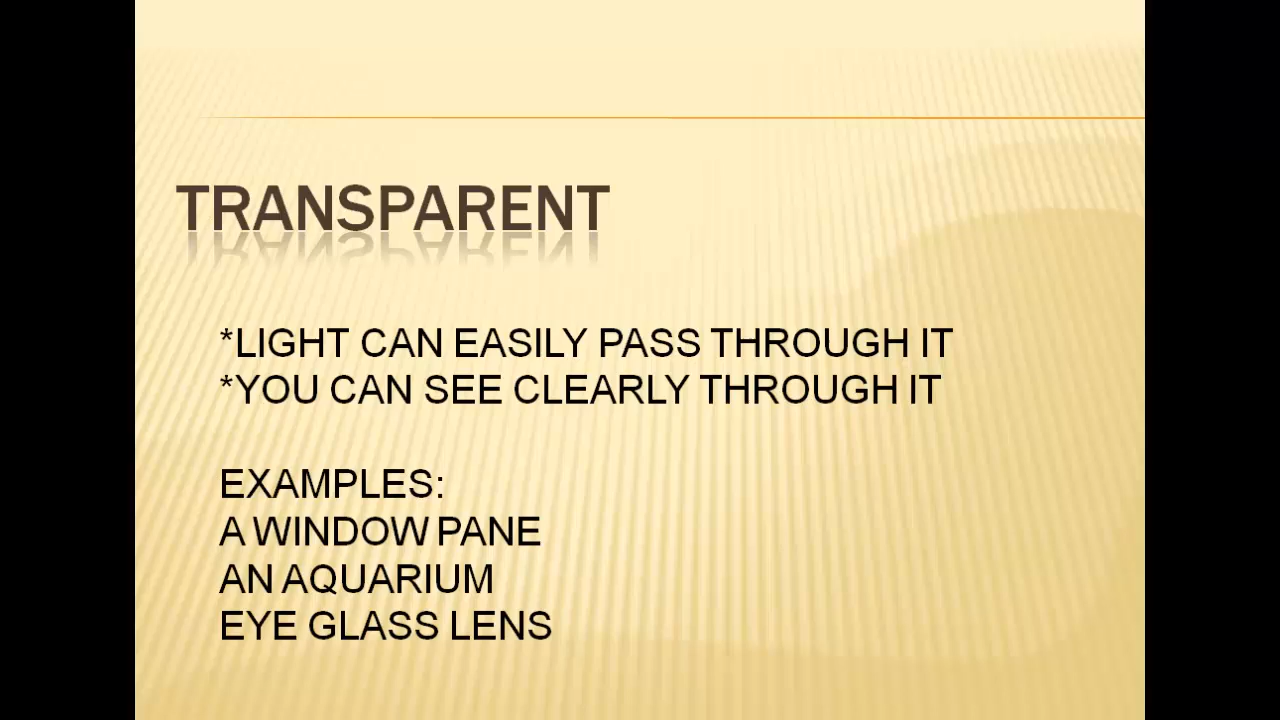 TRANSPARENT
*LIGHT CAN EASILY PASS THROUGH IT
*YOU CAN SEE CLEARLY THROUGH IT
EXAMPLES:
A WINDOW PANE
AN AQUARIUM
EYE GLASS LENS